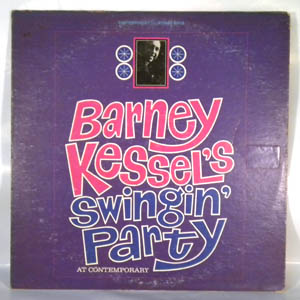 Barney
Kessel's
Swingin'
Party
AT CONTEMPORARY